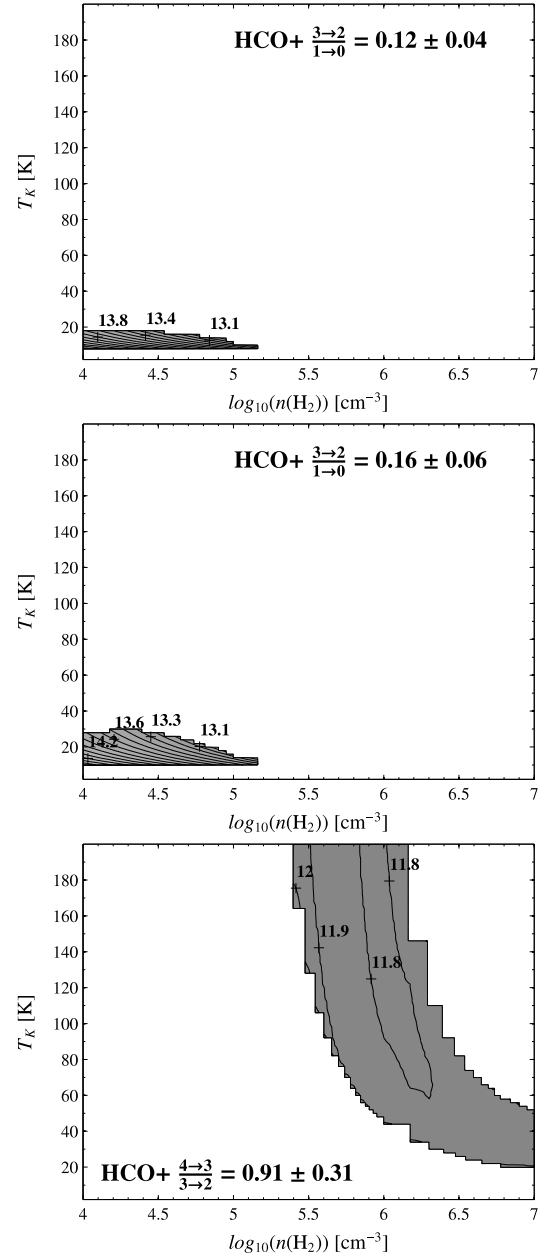 HCO+ 3→2/1→0 = 0.12 ± 0.04
180
160
140
120
100
80
60
40
20
T_K [K]
13.8 13.4 13.1
4 4.5 5 5.5 6 6.5 7
log10(n(H2)) [cm−3]
HCO+ 3→2/1→0 = 0.16 ± 0.06
180
160
140
120
100
80
60
40
20
T_K [K]
14.2 13.6 13.3 13.1
4 4.5 5 5.5 6 6.5 7
log10(n(H2)) [cm−3]
180
160
140
120
100
80
60
40
20
T_K [K]
12 11.8
11.9
11.8
HCO+ 4→3/3→2 = 0.91 ± 0.31
4 4.5 5 5.5 6 6.5 7
log10(n(H2)) [cm−3]